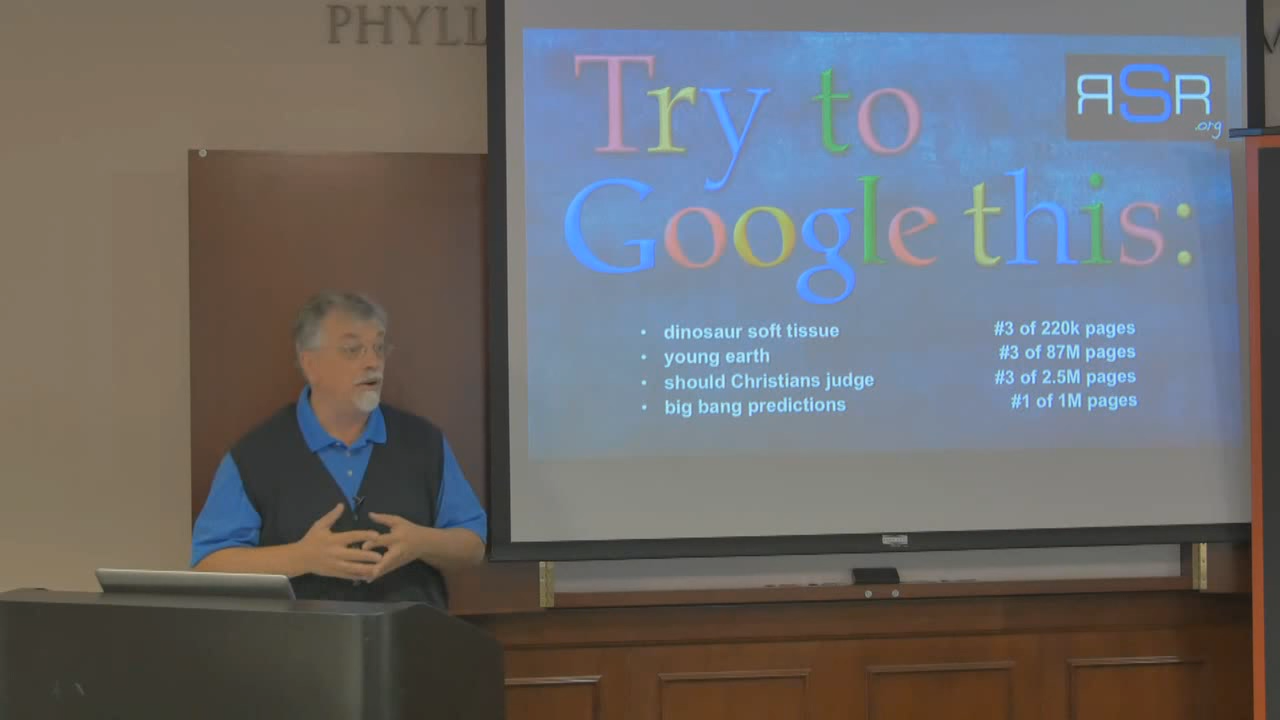 PHYLL
Try to
Google this:
RSR
.org
• dinosaur soft tissue #3 of 220k pages
• young earth #3 of 87M pages
• should Christians judge #3 of 2.5M pages
• big bang predictions #1 of 1M pages